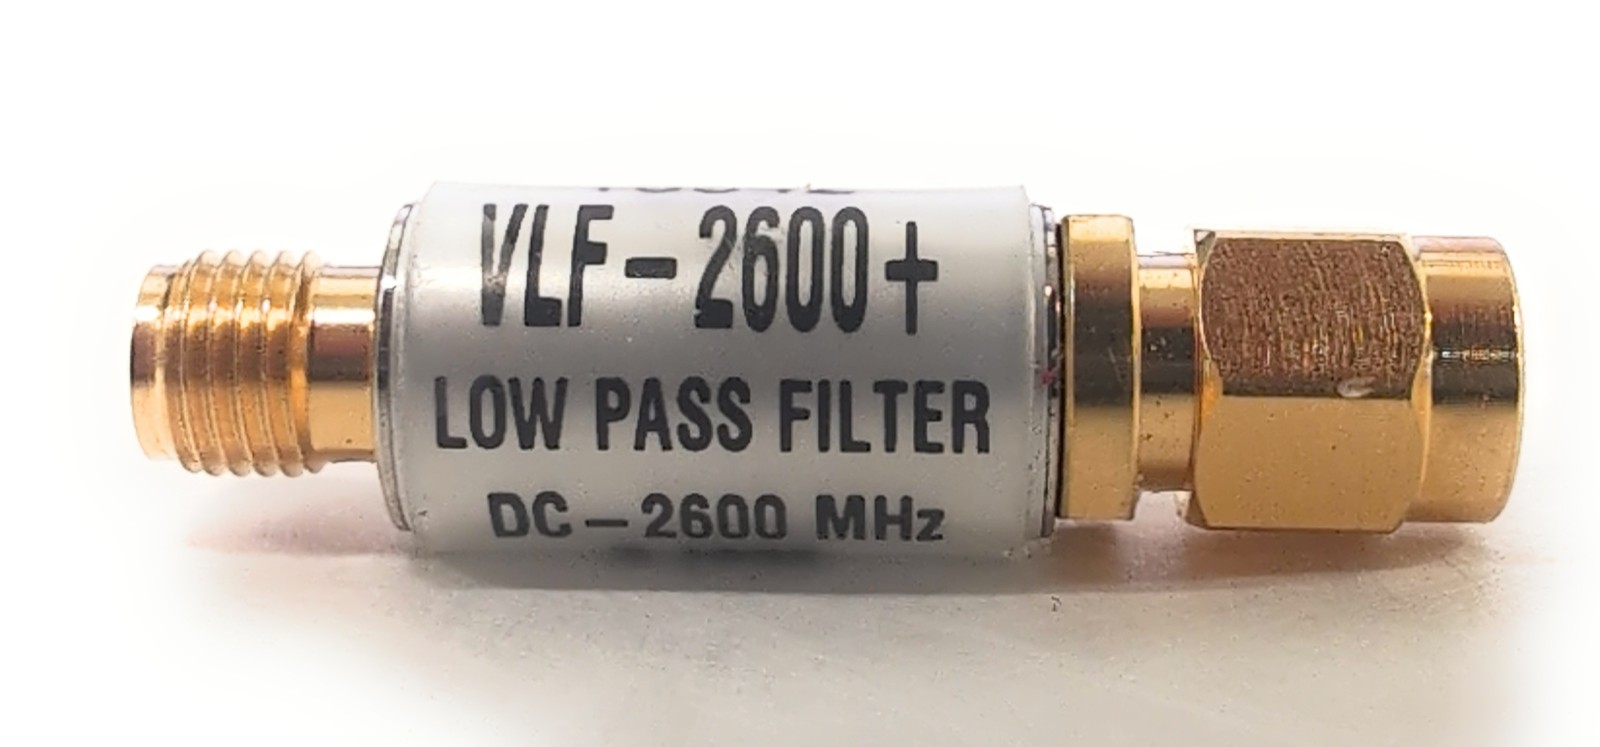 VLF-2600+
LOW PASS FILTER
DC-2600 MHz